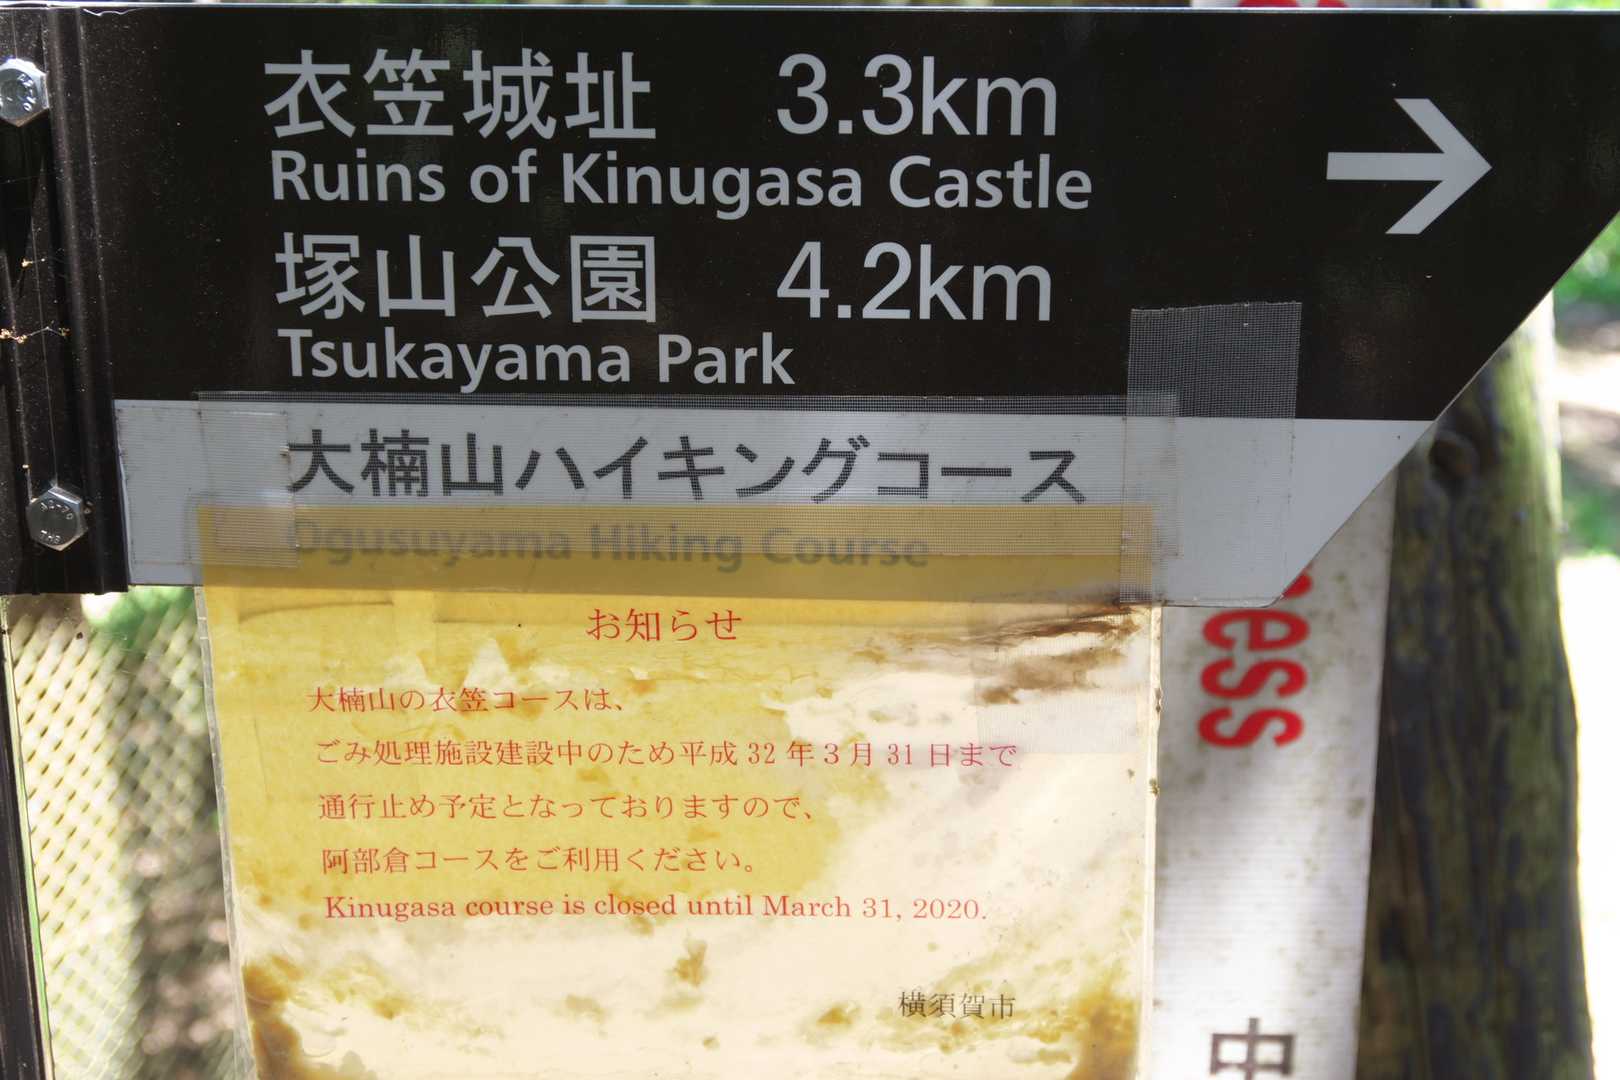 衣笠城址 3.3km
Ruins of Kinugasa Castle
塚山公園 4.2km
Tsukayama Park
大楠山ハイキングコース
Ogusuyama Hiking Course
お知らせ
大楠山の衣笠コースは、
ごみ処理施設建設中のため平成 32 年 3 月 31 日まで
通行止め予定となっておりますので、
阿部倉コースをご利用ください。
Kinugasa course is closed until March 31, 2020.
横須賀市
ess
中